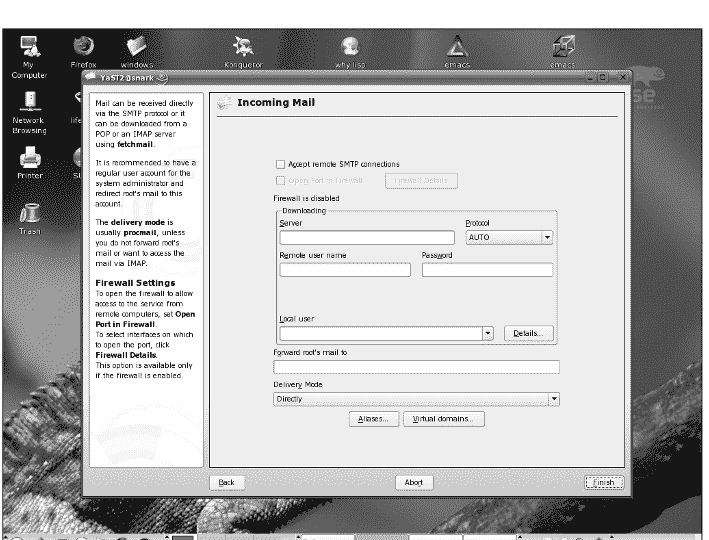 My
Computer
Firefox
windows
Konqueror
why lisp
emacs
emacs
Network
Browsing
Printer
Trash
YaST2@snark
Mail can be received directly
via the SMTP protocol or it
can be downloaded from a
POP or an IMAP server
using fetchmail.
It is recommended to have a
regular user account for the
system administrator and
redirect root's mail to this
account.
The delivery mode is
usually procmail, unless
you do not forward root's
mail or want to access the
mail via IMAP.
Firewall Settings
To open the firewall to allow
access to the service from
remote computers, set Open
Port in Firewall.
To select interfaces on which
to open the port, click
Firewall Details.
This option is available only
if the firewall is enabled.
Incoming Mail
Accept remote SMTP connections
Open Port in Firewall
Firewall Details
Firewall is disabled
Downloading
Server
Protocol
AUTO
Remote user name
Password
Local user
Details...
Forward root's mail to
Delivery Mode
Directly
Aliases...
Virtual domains...
Back
Abort
Finish